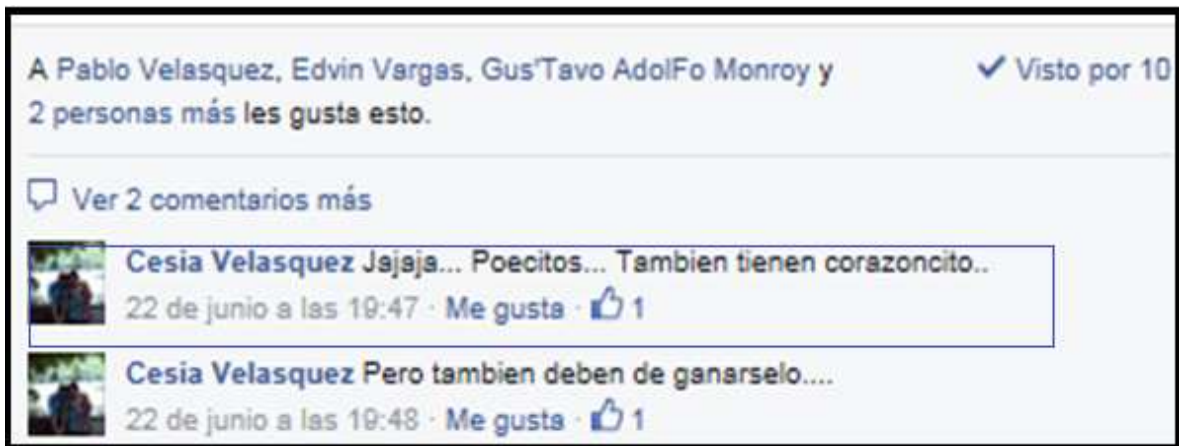 A Pablo Velasquez, Edvin Vargas, Gus'Tavo AdolFo Monroy y ✓ Visto por 10
2 personas más les gusta esto.
Ver 2 comentarios más
Cesia Velasquez Jajaja... Poecitos... Tambien tienen corazoncito..
22 de junio a las 19:47 · Me gusta · 1
Cesia Velasquez Pero tambien deben de ganarselo....
22 de junio a las 19:48 · Me gusta · 1